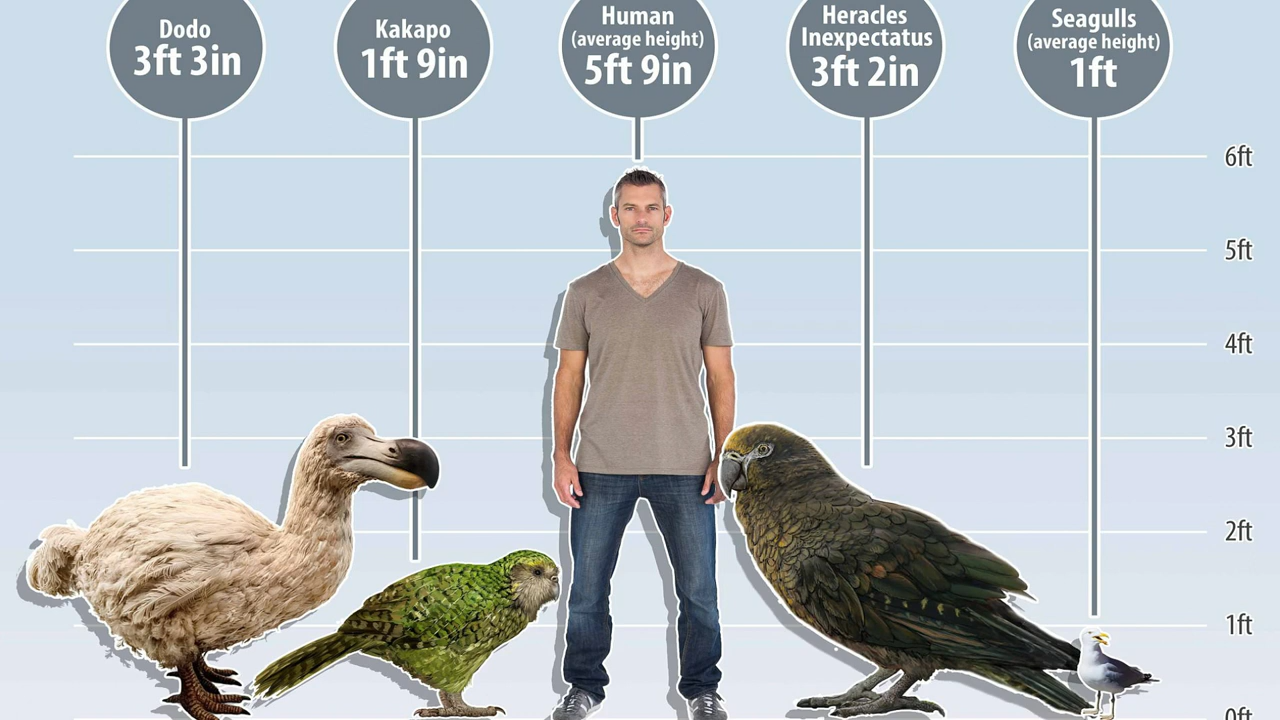 Dodo
3ft 3in
Kakapo
1ft 9in
Human
(average height)
5ft 9in
Heracles
Inexpectatus
3ft 2in
Seagulls
(average height)
1ft
6ft
5ft
4ft
3ft
2ft
1ft
0ft